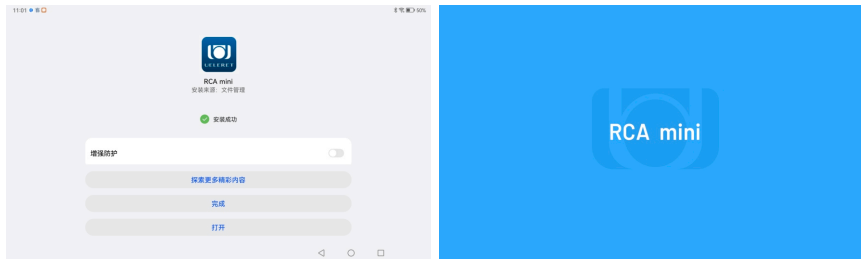 11:01
50%
CELERET
RCA mini
安装来源：文件管理
安装成功
增强防护
探索更多精彩内容
完成
打开
RCA mini